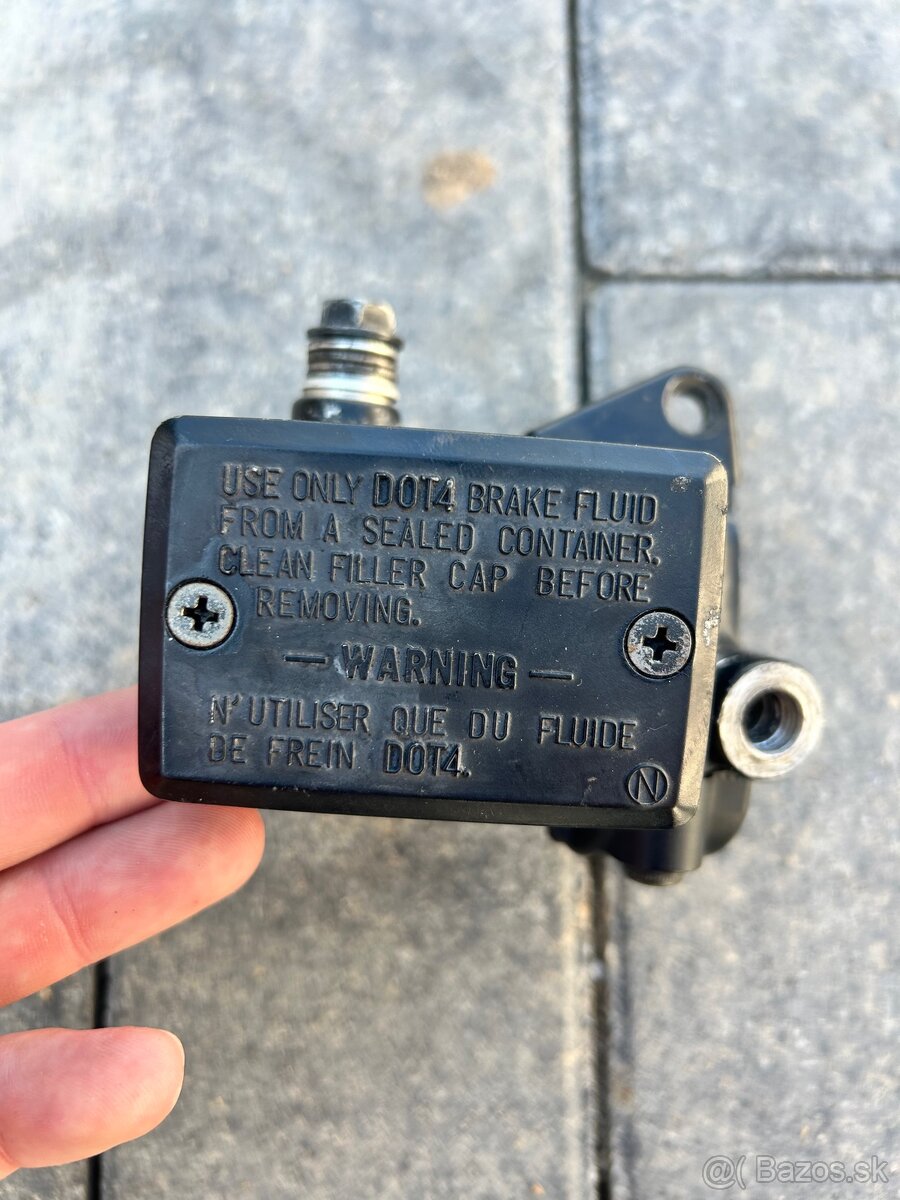 USE ONLY DOT4 BRAKE FLUID
FROM A SEALED CONTAINER.
CLEAN FILLER CAP BEFORE
REMOVING.
— WARNING —
N'UTILISER QUE DU FLUIDE
DE FREIN DOT4.
N
@( Bazos.sk